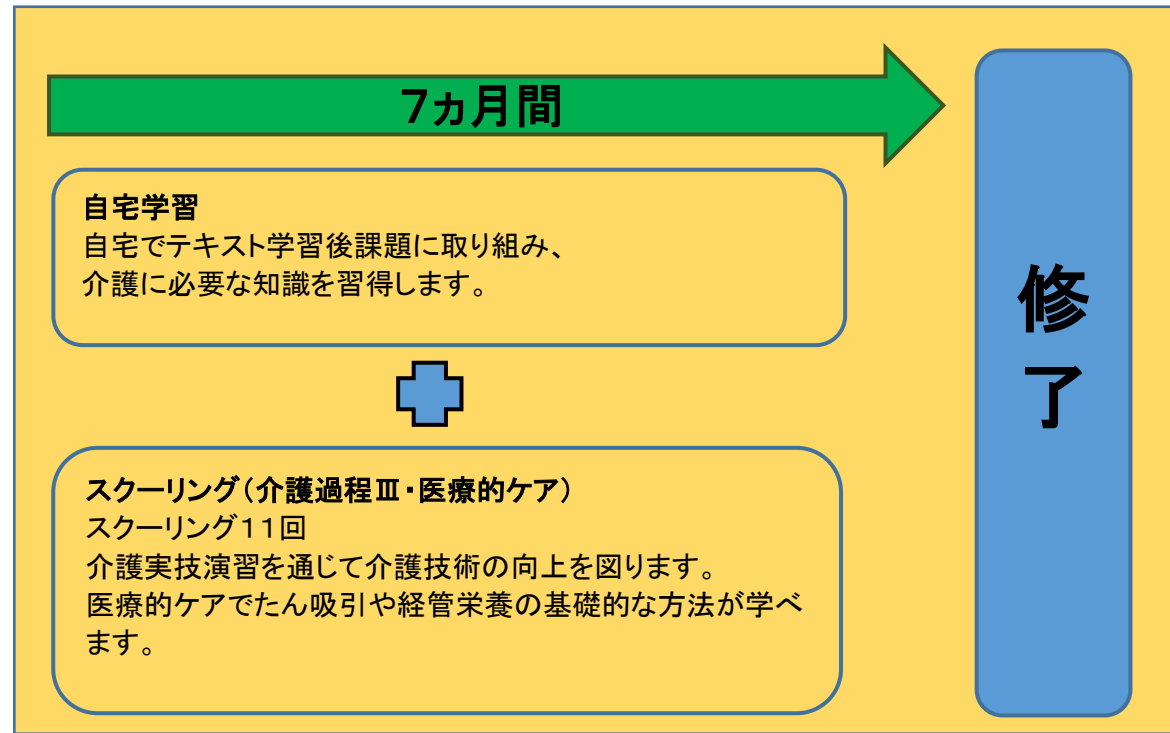 7ヵ月間
自宅学習
自宅でテキスト学習後課題に取り組み、
介護に必要な知識を習得します。
スクーリング(介護過程Ⅲ・医療的ケア)
スクーリング11回
介護実技演習を通じて介護技術の向上を図ります。
医療的ケアでたん吸引や経管栄養の基礎的な方法が学べ
ます。
修了